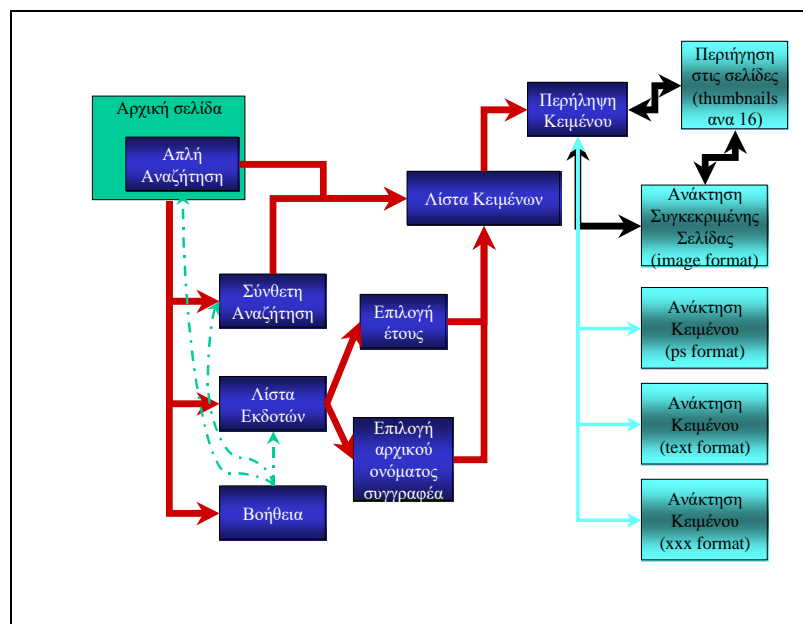 Αρχική σελίδα
Απλή
Αναζήτηση
Σύνθετη
Αναζήτηση
Λίστα
Εκδοτών
Βοήθεια
Επιλογή
έτους
Επιλογή
αρχικού
ονόματος
συγγραφέα
Λίστα Κειμένων
Περήληψη
Κειμένου
Περιήγηση
στις σελίδες
(thumbnails
ανα 16)
Ανάκτηση
Συγκεκριμένης
Σελίδας
(image format)
Ανάκτηση
Κειμένου
(ps format)
Ανάκτηση
Κειμένου
(text format)
Ανάκτηση
Κειμένου
(xxx format)